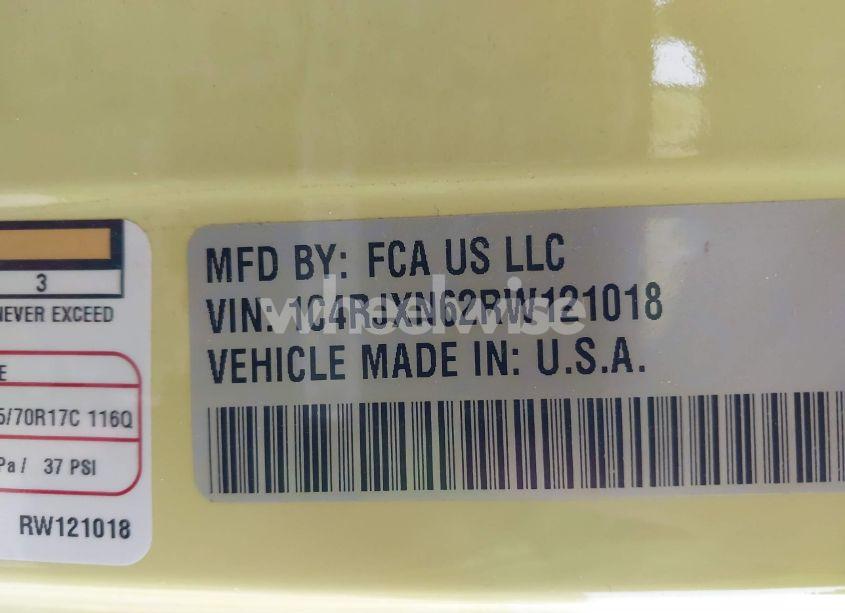 3
NEVER EXCEED
E
5/70R17C 116Q
Pa / 37 PSI
RW121018
MFD BY: FCA US LLC
VIN: 1C4RJXN62RW121018
VEHICLE MADE IN: U.S.A.
wheelwise